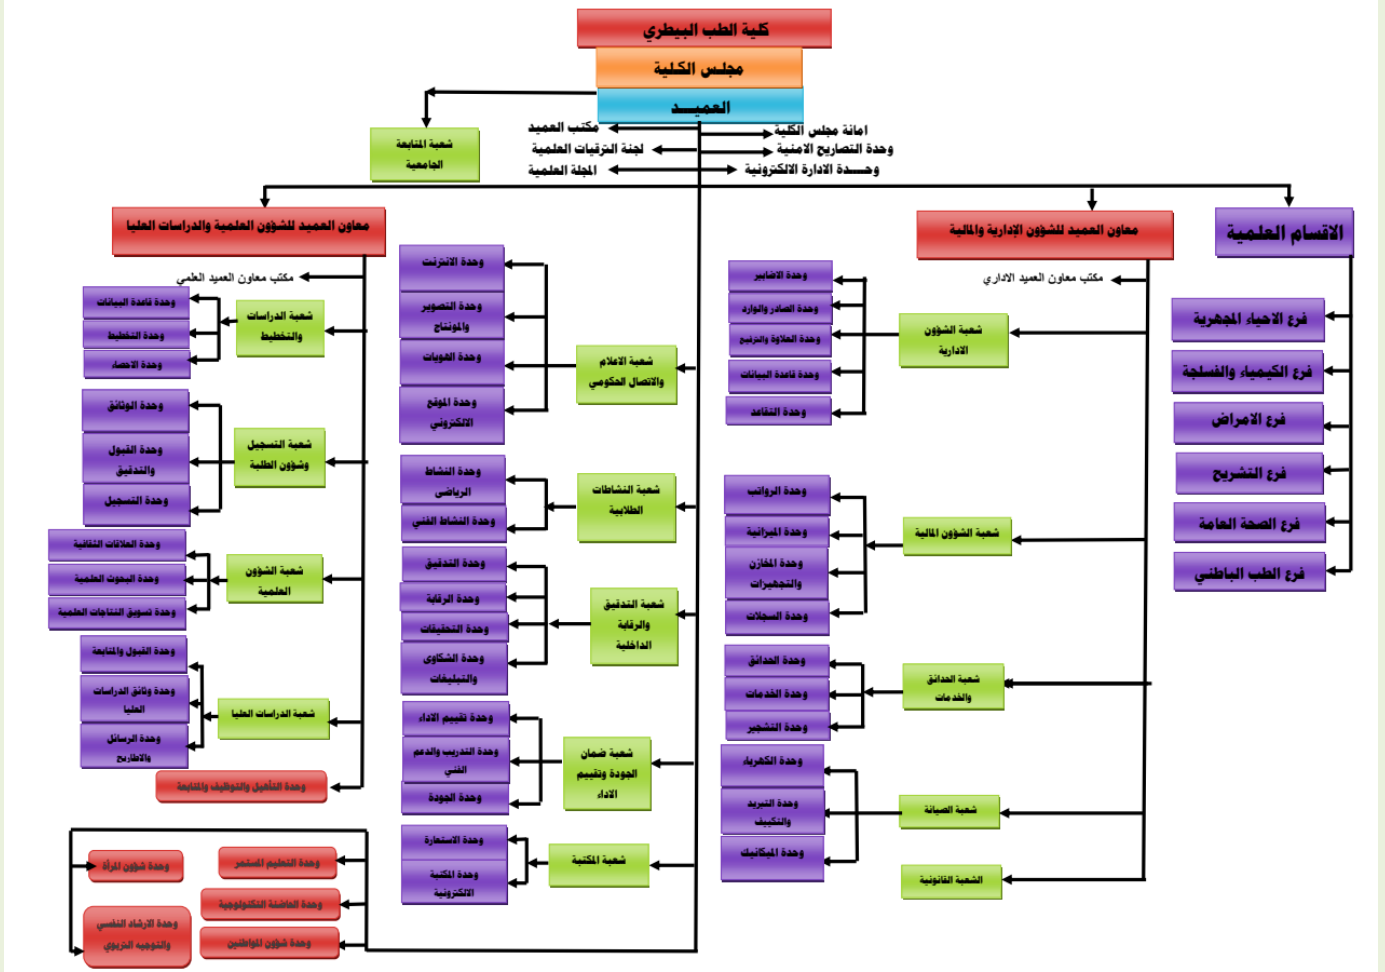 كلية الطب البيطري
مجلس الكلية
العميـــد
شعبة المتابعة
الجامعية
امانة مجلس الكلية
مكتب العميد
وحدة التصاريح الامنية
لجنة الترقيات العلمية
وحـــدة الادارة الالكترونية
المجلة العلمية
الاقسام العلمية
فرع الاحياء المجهرية
فرع الكيمياء والفسلجة
فرع الامراض
فرع التشريح
فرع الصحة العامة
فرع الطب الباطني
معاون العميد للشؤون الإدارية والمالية
مكتب معاون العميد الاداري
شعبة الشؤون
الادارية
وحدة الاضابير
وحدة الصادر والوارد
وحدة العلاوة والترفيع
وحدة قاعدة البيانات
وحدة التقاعد
شعبة الشؤون المالية
وحدة الرواتب
وحدة الميزانية
وحدة المخازن
والتجهيزات
وحدة السجلات
شعبة الحدائق
والخدمات
وحدة الحدائق
وحدة الخدمات
وحدة التشجير
شعبة الصيانة
وحدة الكهرباء
وحدة التبريد
والتكييف
وحدة الميكانيك
الشعبة القانونية
شعبة الاعلام
والاتصال الحكومي
وحدة الانترنت
وحدة التصوير
والمونتاج
وحدة الهويات
وحدة الموقع
الالكتروني
شعبة النشاطات
الطلابية
وحدة النشاط
الرياضي
وحدة النشاط الفني
شعبة التدقيق
والرقابة
الداخلية
وحدة التدقيق
وحدة الرقابة
وحدة التحقيقات
وحدة الشكاوى
والتبليغات
شعبة ضمان
الجودة وتقييم
الاداء
وحدة تقييم الاداء
وحدة التدريب والدعم
الفني
وحدة الجودة
شعبة المكتبة
وحدة الاستعارة
وحدة المكتبة
الالكترونية
معاون العميد للشؤون العلمية والدراسات العليا
مكتب معاون العميد العلمي
شعبة الدراسات
والتخطيط
وحدة قاعدة البيانات
وحدة التخطيط
وحدة الاحصاء
شعبة التسجيل
وشؤون الطلبة
وحدة الوثائق
وحدة القبول
والتدقيق
وحدة التسجيل
شعبة الشؤون
العلمية
وحدة العلاقات الثقافية
وحدة البحوث العلمية
وحدة تسويق النتاجات العلمية
شعبة الدراسات العليا
وحدة القبول والمتابعة
وحدة وثائق الدراسات
العليا
وحدة الرسائل
والاطاريح
وحدة التأهيل والتوظيف والمتابعة
وحدة التعليم المستمر
وحدة شؤون المرأة
وحدة الحاضنة التكنولوجية
وحدة الارشاد النفسي
والتوجيه التربوي
وحدة شؤون المواطنين